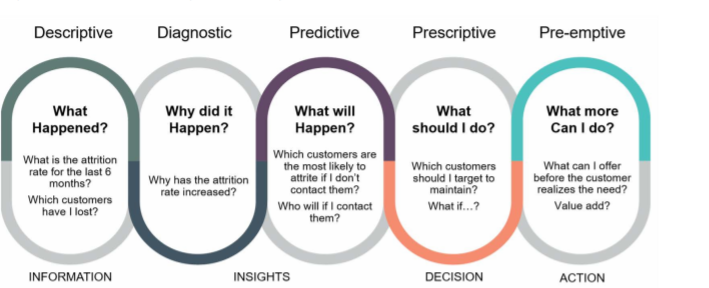 Descriptive
Diagnostic
Predictive
Prescriptive
Pre-emptive
What
Happened?
What is the attrition
rate for the last 6
months?
Which customers
have I lost?
Why did it
Happen?
Why has the attrition
rate increased?
What will
Happen?
Which customers are
the most likely to
attrite if I don't
contact them?
Who will if I contact
them?
What
should I do?
Which customers
should I target to
maintain?
What if...?
What more
Can I do?
What can I offer
before the customer
realizes the need?
Value add?
INFORMATION
INSIGHTS
DECISION
ACTION